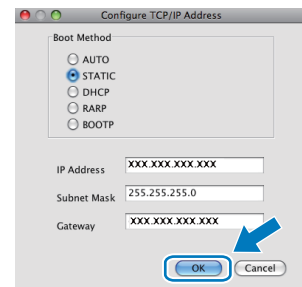 Configure TCP/IP Address
Boot Method
AUTO
STATIC
DHCP
RARP
BOOTP
IP Address XXX.XXX.XXX.XXX
Subnet Mask 255.255.255.0
Gateway XXX.XXX.XXX.XXX
OK Cancel